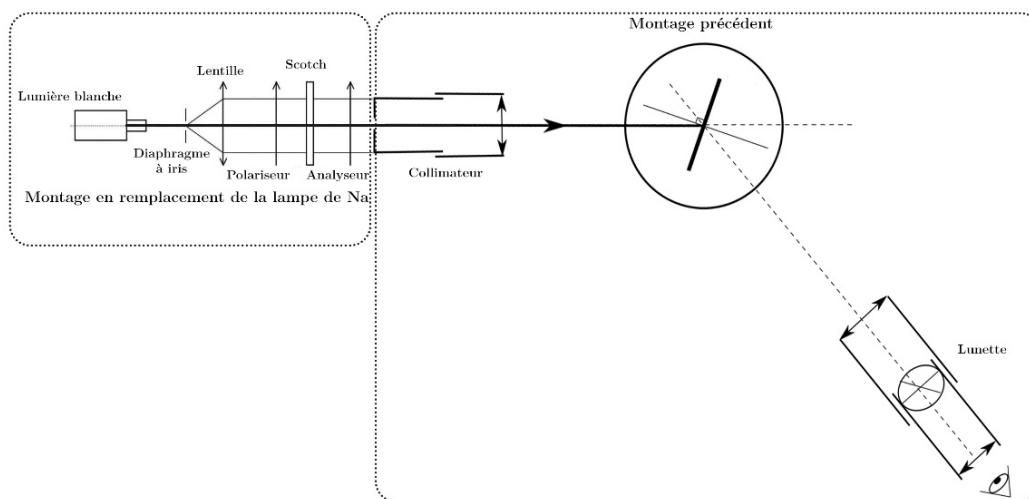 Montage précédent
Scotch
Lentille
Lumière blanche
Diaphragme
à iris
Polariseur
Analyseur
Collimateur
Montage en remplacement de la lampe de Na
Lunette